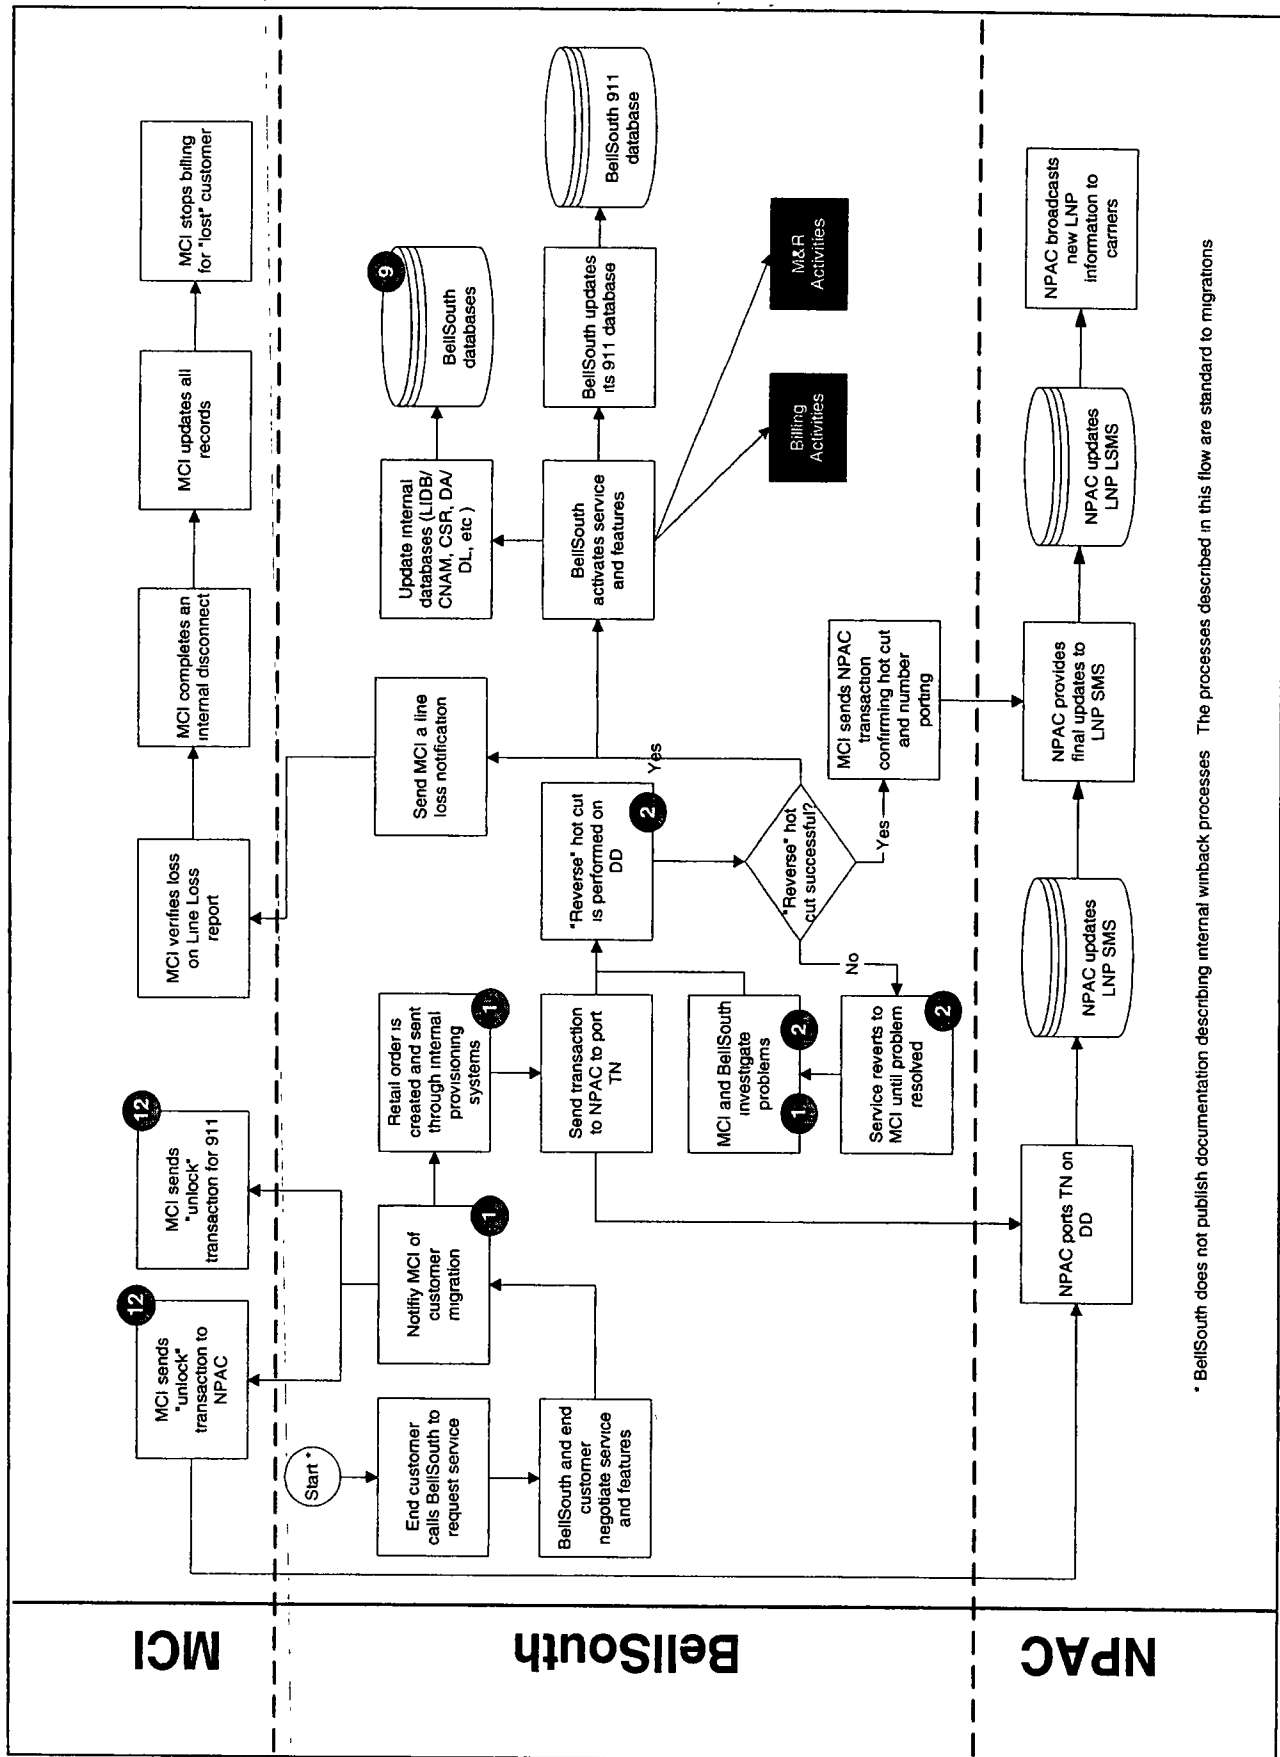 MCI
MCI sends
"unlock"
transaction to
NPAC
12
MCI sends
"unlock"
transaction for 911
12
MCI verifies loss
on Line Loss
report
MCI completes an
internal disconnect
MCI updates all
records
MCI stops billing
for "lost" customer
BellSouth
Start *
End customer
calls BellSouth to
request service
BellSouth and end
customer
negotiate service
and features
Notifiy MCI of
customer
migration
1
Retail order is
created and sent
through internal
provisioning
systems
1
Send transaction
to NPAC to port
TN
MCI and BellSouth
investigate
problems
1
2
Service reverts to
MCI until problem
resolved
2
"Reverse" hot cut
is performed on
DD
2
"Reverse" hot
cut successful?
No
Yes
Yes
Send MCI a line
loss notification
MCI sends NPAC
transaction
confirming hot cut
and number
porting
Update internal
databases (LIDB/
CNAM, CSR, DA/
DL, etc )
9
BellSouth
databases
BellSouth
activates service
and features
BellSouth updates
its 911 database
BellSouth 911
database
Billing
Activities
M&R
Activities
NPAC
NPAC ports TN on
DD
NPAC updates
LNP SMS
NPAC provides
final updates to
LNP SMS
NPAC updates
LNP LSMS
NPAC broadcasts
new LNP
information to
carriers
* BellSouth does not publish documentation describing internal winback processes The processes described in this flow are standard to migrations